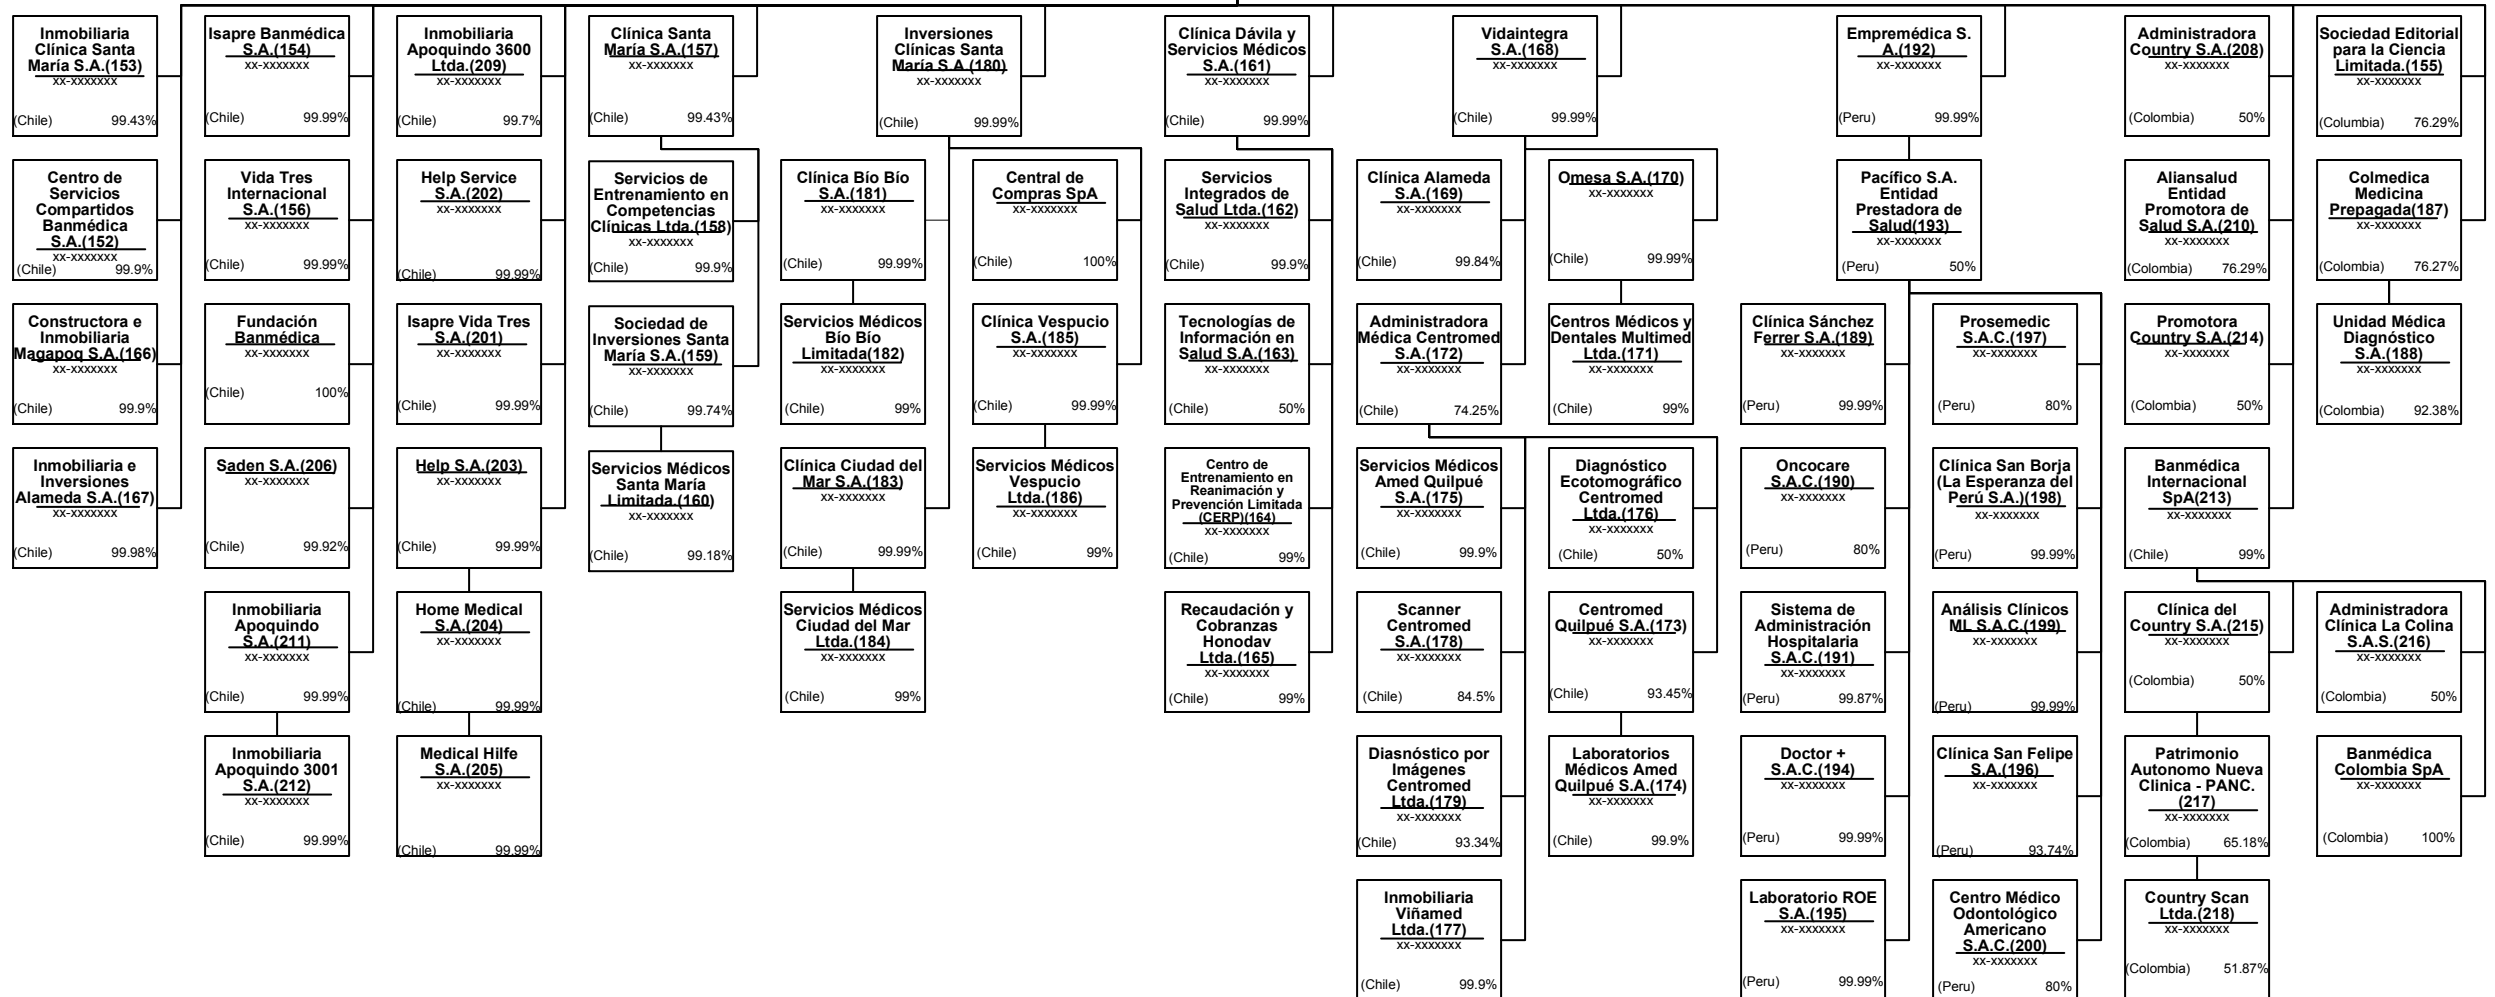 Inmobiliaria
Clínica Santa
María S.A.(153)
xx-xxxxxxx
(Chile) 99.43%
Isapre Banmédica
S.A.(154)
xx-xxxxxxx
(Chile) 99.99%
Inmobiliaria
Apoquindo 3600
Ltda.(209)
xx-xxxxxxx
(Chile) 99.7%
Clínica Santa
María S.A.(157)
xx-xxxxxxx
(Chile) 99.43%
Inversiones
Clínicas Santa
María S.A.(180)
xx-xxxxxxx
(Chile) 99.99%
Clínica Dávila y
Servicios Médicos
S.A.(161)
xx-xxxxxxx
(Chile) 99.99%
Vidaintegra
S.A.(168)
xx-xxxxxxx
(Chile) 99.99%
Empremédica S.
A.(192)
xx-xxxxxxx
(Peru) 99.99%
Administradora
Country S.A.(208)
xx-xxxxxxx
(Colombia) 50%
Sociedad Editorial
para la Ciencia
Limitada.(155)
xx-xxxxxxx
(Columbia) 76.29%
Centro de
Servicios
Compartidos
Banmédica
S.A.(152)
xx-xxxxxxx
(Chile) 99.9%
Vida Tres
Internacional
S.A.(156)
xx-xxxxxxx
(Chile) 99.99%
Help Service
S.A.(202)
xx-xxxxxxx
(Chile) 99.99%
Servicios de
Entrenamiento en
Competencias
Clínicas Ltda.(158)
xx-xxxxxxx
(Chile) 99.9%
Clínica Bío Bío
S.A.(181)
xx-xxxxxxx
(Chile) 99.99%
Central de
Compras SpA
xx-xxxxxxx
(Chile) 100%
Servicios
Integrados de
Salud Ltda.(162)
xx-xxxxxxx
(Chile) 99.9%
Clínica Alameda
S.A.(169)
xx-xxxxxxx
(Chile) 99.84%
Omesa S.A.(170)
xx-xxxxxxx
(Chile) 99.99%
Pacífico S.A.
Entidad
Prestadora de
Salud(193)
xx-xxxxxxx
(Peru) 50%
Aliansalud
Entidad
Promotora de
Salud S.A.(210)
xx-xxxxxxx
(Colombia) 76.29%
Colmedica
Medicina
Prepagada(187)
xx-xxxxxxx
(Colombia) 76.27%
Constructora e
Inmobiliaria
Magapoq S.A.(166)
xx-xxxxxxx
(Chile) 99.9%
Fundación
Banmédica
xx-xxxxxxx
(Chile) 100%
Isapre Vida Tres
S.A.(201)
xx-xxxxxxx
(Chile) 99.99%
Sociedad de
Inversiones Santa
María S.A.(159)
xx-xxxxxxx
(Chile) 99.74%
Servicios Médicos
Bío Bío
Limitada(182)
xx-xxxxxxx
(Chile) 99%
Clínica Vespucio
S.A.(185)
xx-xxxxxxx
(Chile) 99.99%
Tecnologías de
Información en
Salud S.A.(163)
xx-xxxxxxx
(Chile) 50%
Administradora
Médica Centromed
S.A.(172)
xx-xxxxxxx
(Chile) 74.25%
Centros Médicos y
Dentales Multimed
Ltda.(171)
xx-xxxxxxx
(Chile) 99%
Clínica Sánchez
Ferrer S.A.(189)
xx-xxxxxxx
(Peru) 99.99%
Prosemedic
S.A.C.(197)
xx-xxxxxxx
(Peru) 80%
Promotora
Country S.A.(214)
xx-xxxxxxx
(Colombia) 50%
Unidad Médica
Diagnóstico
S.A.(188)
xx-xxxxxxx
(Colombia) 92.38%
Inmobiliaria e
Inversiones
Alameda S.A.(167)
xx-xxxxxxx
(Chile) 99.98%
Saden S.A.(206)
xx-xxxxxxx
(Chile) 99.92%
Help S.A.(203)
xx-xxxxxxx
(Chile) 99.99%
Servicios Médicos
Santa María
Limitada.(160)
xx-xxxxxxx
(Chile) 99.18%
Clínica Ciudad del
Mar S.A.(183)
xx-xxxxxxx
(Chile) 99.99%
Servicios Médicos
Vespucio
Ltda.(186)
xx-xxxxxxx
(Chile) 99%
Centro de
Entrenamiento en
Reanimación y
Prevención Limitada
(CERP)(164)
xx-xxxxxxx
(Chile) 99%
Servicios Médicos
Amed Quilpué
S.A.(175)
xx-xxxxxxx
(Chile) 99.9%
Diagnóstico
Ecotomográfico
Centromed
Ltda.(176)
xx-xxxxxxx
(Chile) 50%
Oncocare
S.A.C.(190)
xx-xxxxxxx
(Peru) 80%
Clínica San Borja
(La Esperanza del
Perú S.A.)(198)
xx-xxxxxxx
(Peru) 99.99%
Banmédica
Internacional
SpA(213)
xx-xxxxxxx
(Chile) 99%
Inmobiliaria
Apoquindo
S.A.(211)
xx-xxxxxxx
(Chile) 99.99%
Home Medical
S.A.(204)
xx-xxxxxxx
(Chile) 99.99%
Servicios Médicos
Ciudad del Mar
Ltda.(184)
xx-xxxxxxx
(Chile) 99%
Recaudación y
Cobranzas
Honodav
Ltda.(165)
xx-xxxxxxx
(Chile) 99%
Scanner
Centromed
S.A.(178)
xx-xxxxxxx
(Chile) 84.5%
Centromed
Quilpué S.A.(173)
xx-xxxxxxx
(Chile) 93.45%
Sistema de
Administración
Hospitalaria
S.A.C.(191)
xx-xxxxxxx
(Peru) 99.87%
Análisis Clínicos
ML S.A.C.(199)
xx-xxxxxxx
(Peru) 99.99%
Clínica del
Country S.A.(215)
xx-xxxxxxx
(Colombia) 50%
Administradora
Clínica La Colina
S.A.S.(216)
xx-xxxxxxx
(Colombia) 50%
Inmobiliaria
Apoquindo 3001
S.A.(212)
xx-xxxxxxx
(Chile) 99.99%
Medical Hilfe
S.A.(205)
xx-xxxxxxx
(Chile) 99.99%
Diasnóstico por
Imágenes
Centromed
Ltda.(179)
xx-xxxxxxx
(Chile) 93.34%
Laboratorios
Médicos Amed
Quilpué S.A.(174)
xx-xxxxxxx
(Chile) 99.9%
Doctor +
S.A.C.(194)
xx-xxxxxxx
(Peru) 99.99%
Clínica San Felipe
S.A.(196)
xx-xxxxxxx
(Peru) 93.74%
Patrimonio
Autonomo Nueva
Clinica - PANC.
(217)
xx-xxxxxxx
(Colombia) 65.18%
Banmédica
Colombia SpA
xx-xxxxxxx
(Colombia) 100%
Inmobiliaria
Viñamed
Ltda.(177)
xx-xxxxxxx
(Chile) 99.9%
Laboratorio ROE
S.A.(195)
xx-xxxxxxx
(Peru) 99.99%
Centro Médico
Odontológico
Americano
S.A.C.(200)
xx-xxxxxxx
(Peru) 80%
Country Scan
Ltda.(218)
xx-xxxxxxx
(Colombia) 51.87%